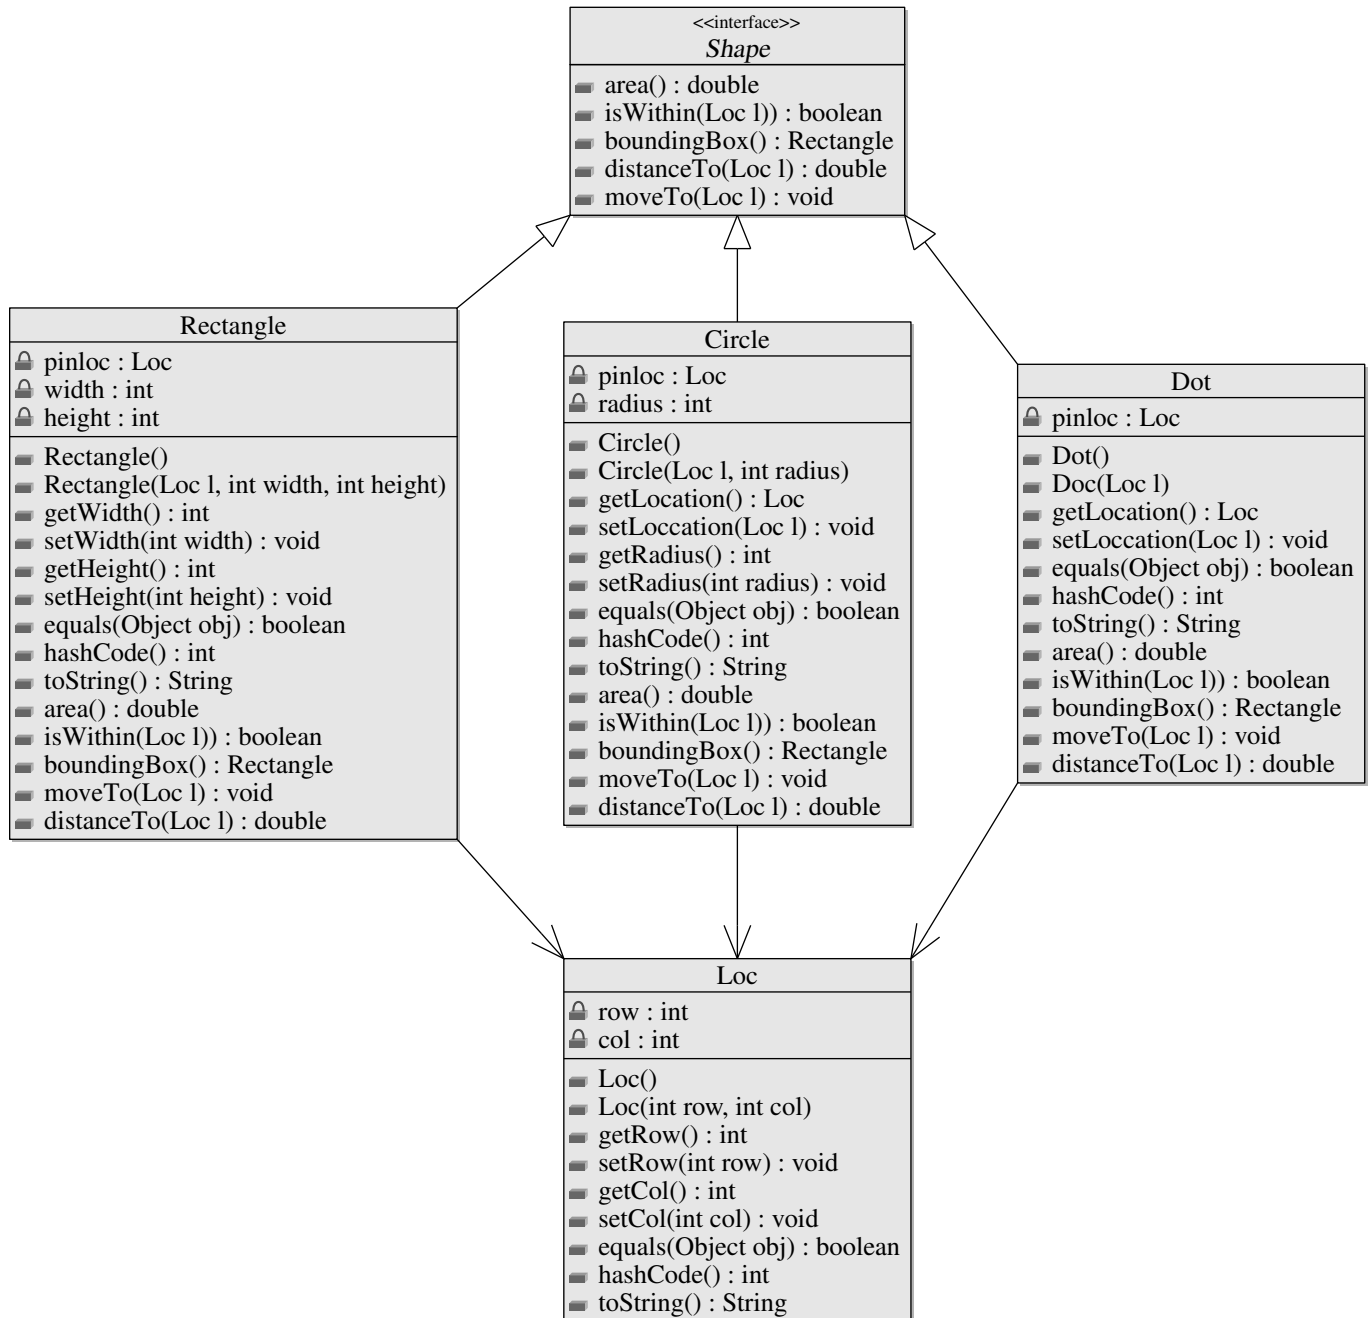 <<interface>>
Shape
area() : double
isWithin(Loc l)) : boolean
boundingBox() : Rectangle
distanceTo(Loc l) : double
moveTo(Loc l) : void
Rectangle
pinloc : Loc
width : int
height : int
Rectangle()
Rectangle(Loc l, int width, int height)
getWidth() : int
setWidth(int width) : void
getHeight() : int
setHeight(int height) : void
equals(Object obj) : boolean
hashCode() : int
toString() : String
area() : double
isWithin(Loc l)) : boolean
boundingBox() : Rectangle
moveTo(Loc l) : void
distanceTo(Loc l) : double
Circle
pinloc : Loc
radius : int
Circle()
Circle(Loc l, int radius)
getLocation() : Loc
setLoccation(Loc l) : void
getRadius() : int
setRadius(int radius) : void
equals(Object obj) : boolean
hashCode() : int
toString() : String
area() : double
isWithin(Loc l)) : boolean
boundingBox() : Rectangle
moveTo(Loc l) : void
distanceTo(Loc l) : double
Dot
pinloc : Loc
Dot()
Doc(Loc l)
getLocation() : Loc
setLoccation(Loc l) : void
equals(Object obj) : boolean
hashCode() : int
toString() : String
area() : double
isWithin(Loc l)) : boolean
boundingBox() : Rectangle
moveTo(Loc l) : void
distanceTo(Loc l) : double
Loc
row : int
col : int
Loc()
Loc(int row, int col)
getRow() : int
setRow(int row) : void
getCol() : int
setCol(int col) : void
equals(Object obj) : boolean
hashCode() : int
toString() : String